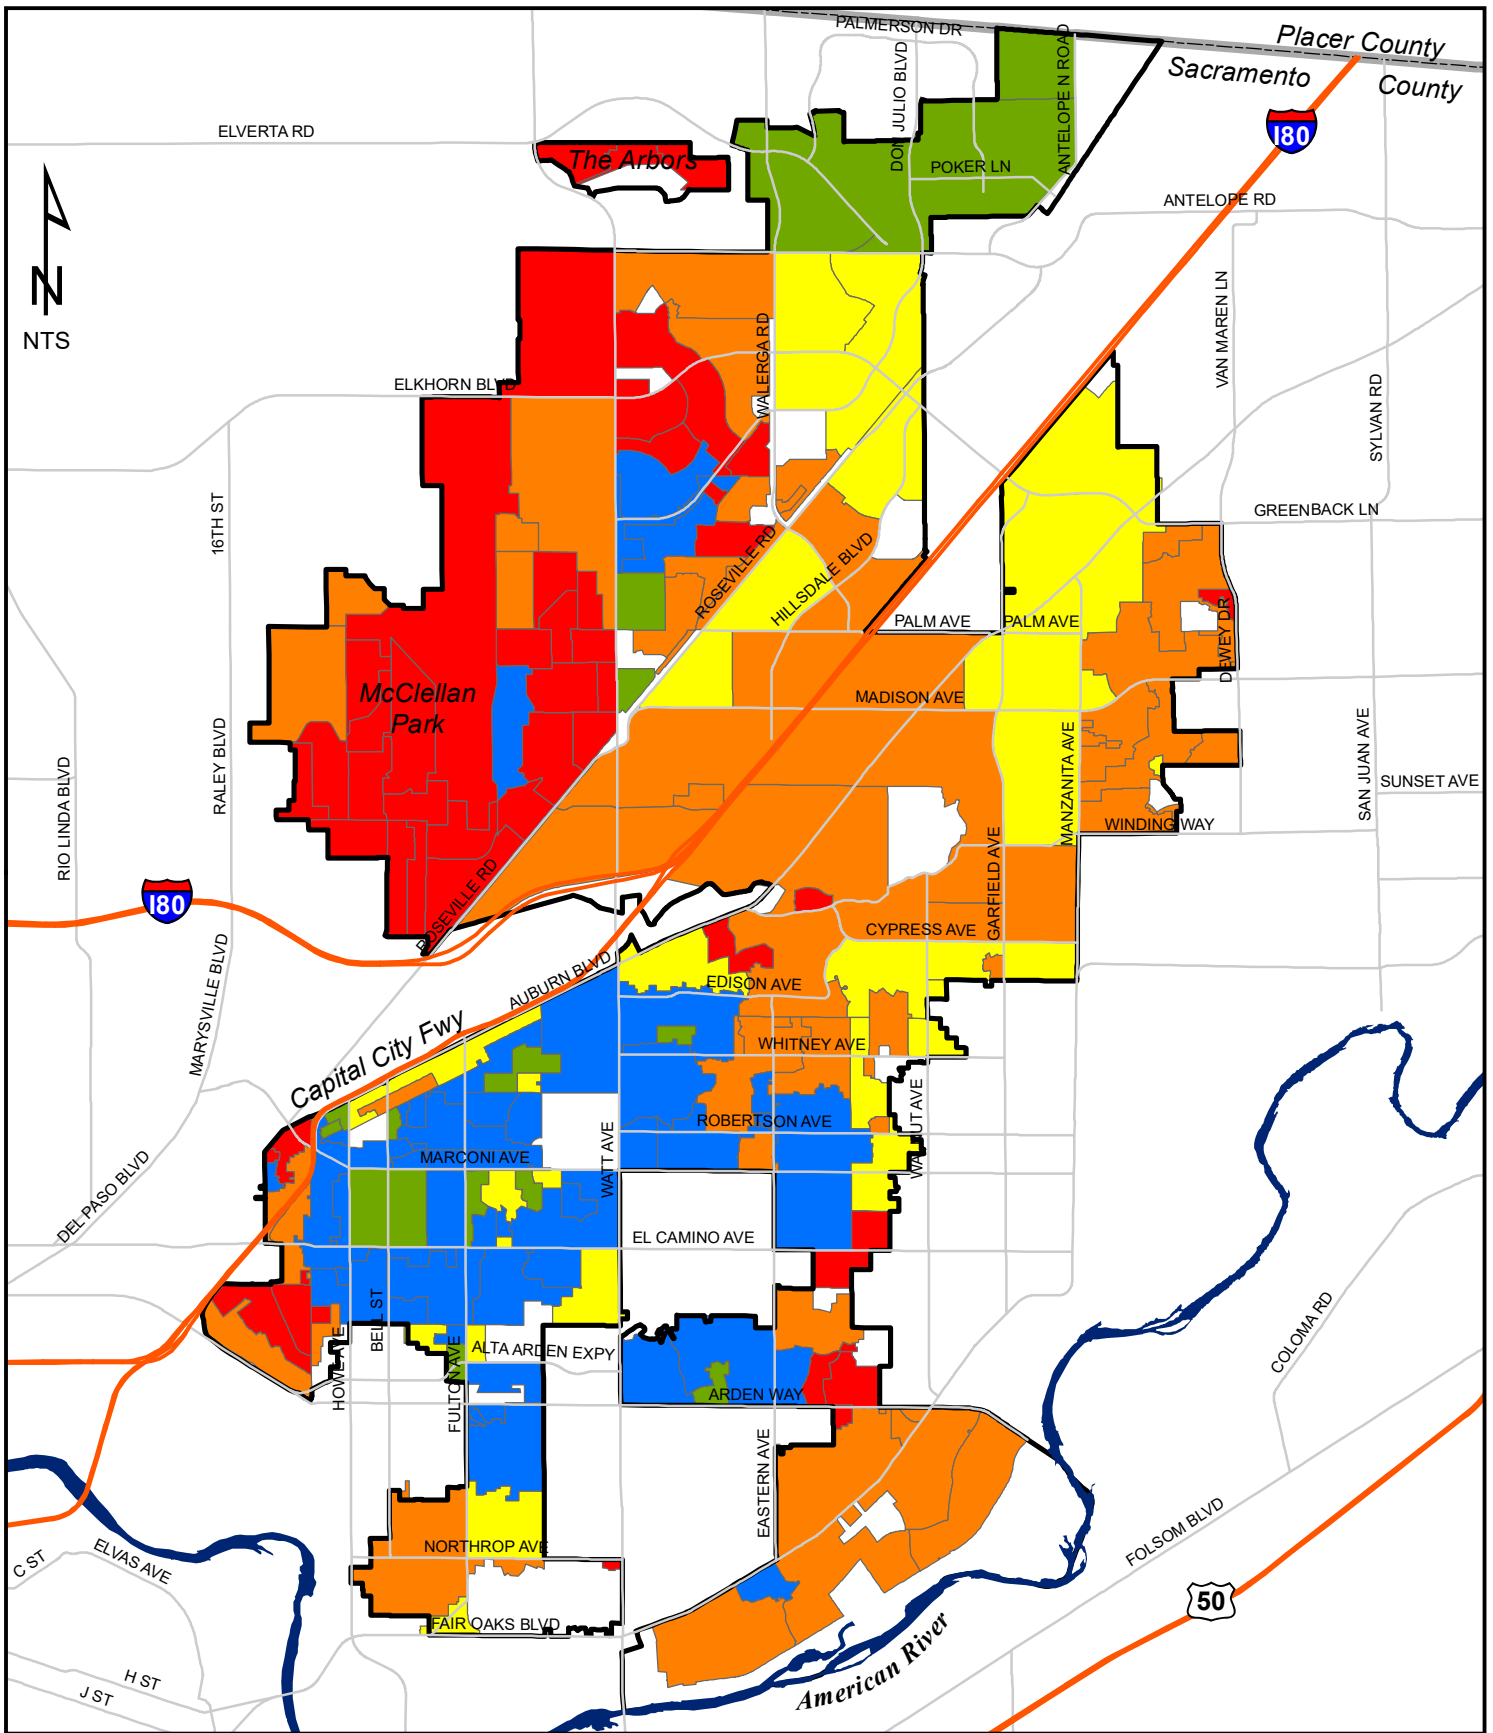 PALMERSON DR
Placer County
Sacramento
County
DON JULIO BLVD
ANTELOPE N ROAD
I80
ELVERTA RD
The Arbors
POKER LN
ANTELOPE RD
N
NTS
VAN MAREN LN
WALERGA RD
ELKHORN BLVD
SYLVAN RD
16TH ST
GREENBACK LN
ROSEVILLE RD
HILLSDALE BLVD
PALM AVE
PALM AVE
DEWEY DR
McClellan
Park
MADISON AVE
RALEY BLVD
RIO LINDA BLVD
MANZANITA AVE
SAN JUAN AVE
SUNSET AVE
WINDING WAY
I80
ROSEVILLE RD
GARFIELD AVE
CYPRESS AVE
AUBURN BLVD
EDISON AVE
MARYSVILLE BLVD
Capital City Fwy
WHITNEY AVE
ROBERTSON AVE
WALNUT AVE
MARCONI AVE
WATT AVE
DEL PASO BLVD
EL CAMINO AVE
BELL ST
HOWE AVE
FULTON AVE
ALTA ARDEN EXPY
ARDEN WAY
COLOMA RD
EASTERN AVE
FOLSOM BLVD
NORTHROP AVE
C ST
ELVAS AVE
50
FAIR OAKS BLVD
American River
H ST
J ST